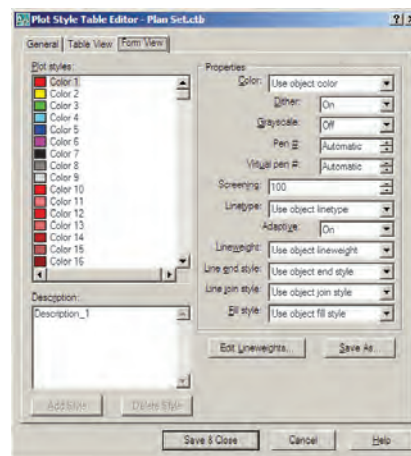 Plot Style Table Editor - Plan Set.ctb
General Table View Form View
Plot styles:
Color 1
Color 2
Color 3
Color 4
Color 5
Color 6
Color 7
Color 8
Color 9
Color 10
Color 11
Color 12
Color 13
Color 14
Color 15
Color 16
Description:
Description_1
Add Style Delete Style
Properties
Color: Use object color
Dither: On
Grayscale: Off
Pen #: Automatic
Virtual pen #: Automatic
Screening: 100
Linetype: Use object linetype
Adaptive: On
Lineweight: Use object lineweight
Line end style: Use object end style
Line join style: Use object join style
Fill style: Use object fill style
Edit Lineweights... Save As...
Save & Close Cancel Help